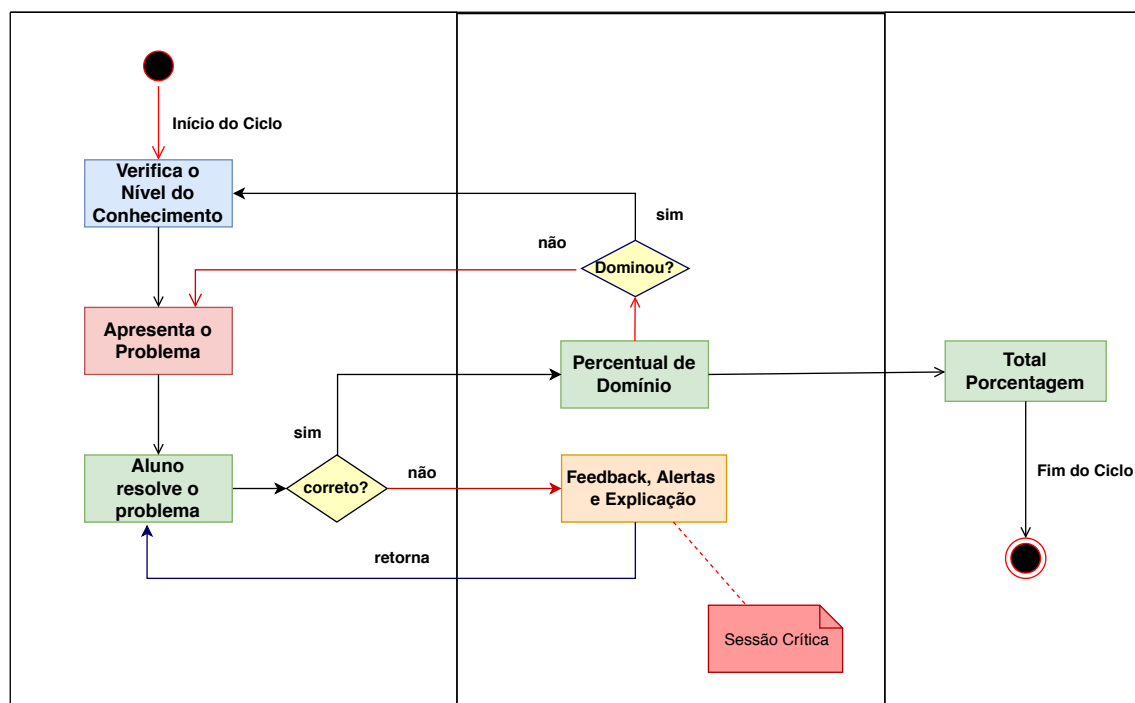 Início do Ciclo
Verifica o
Nível do
Conhecimento
sim
não
Dominou?
Apresenta o
Problema
Percentual de
Domínio
Total
Porcentagem
sim
Aluno
resolve o
problema
correto?
não
Feedback, Alertas
e Explicação
Fim do Ciclo
retorna
Sessão Crítica